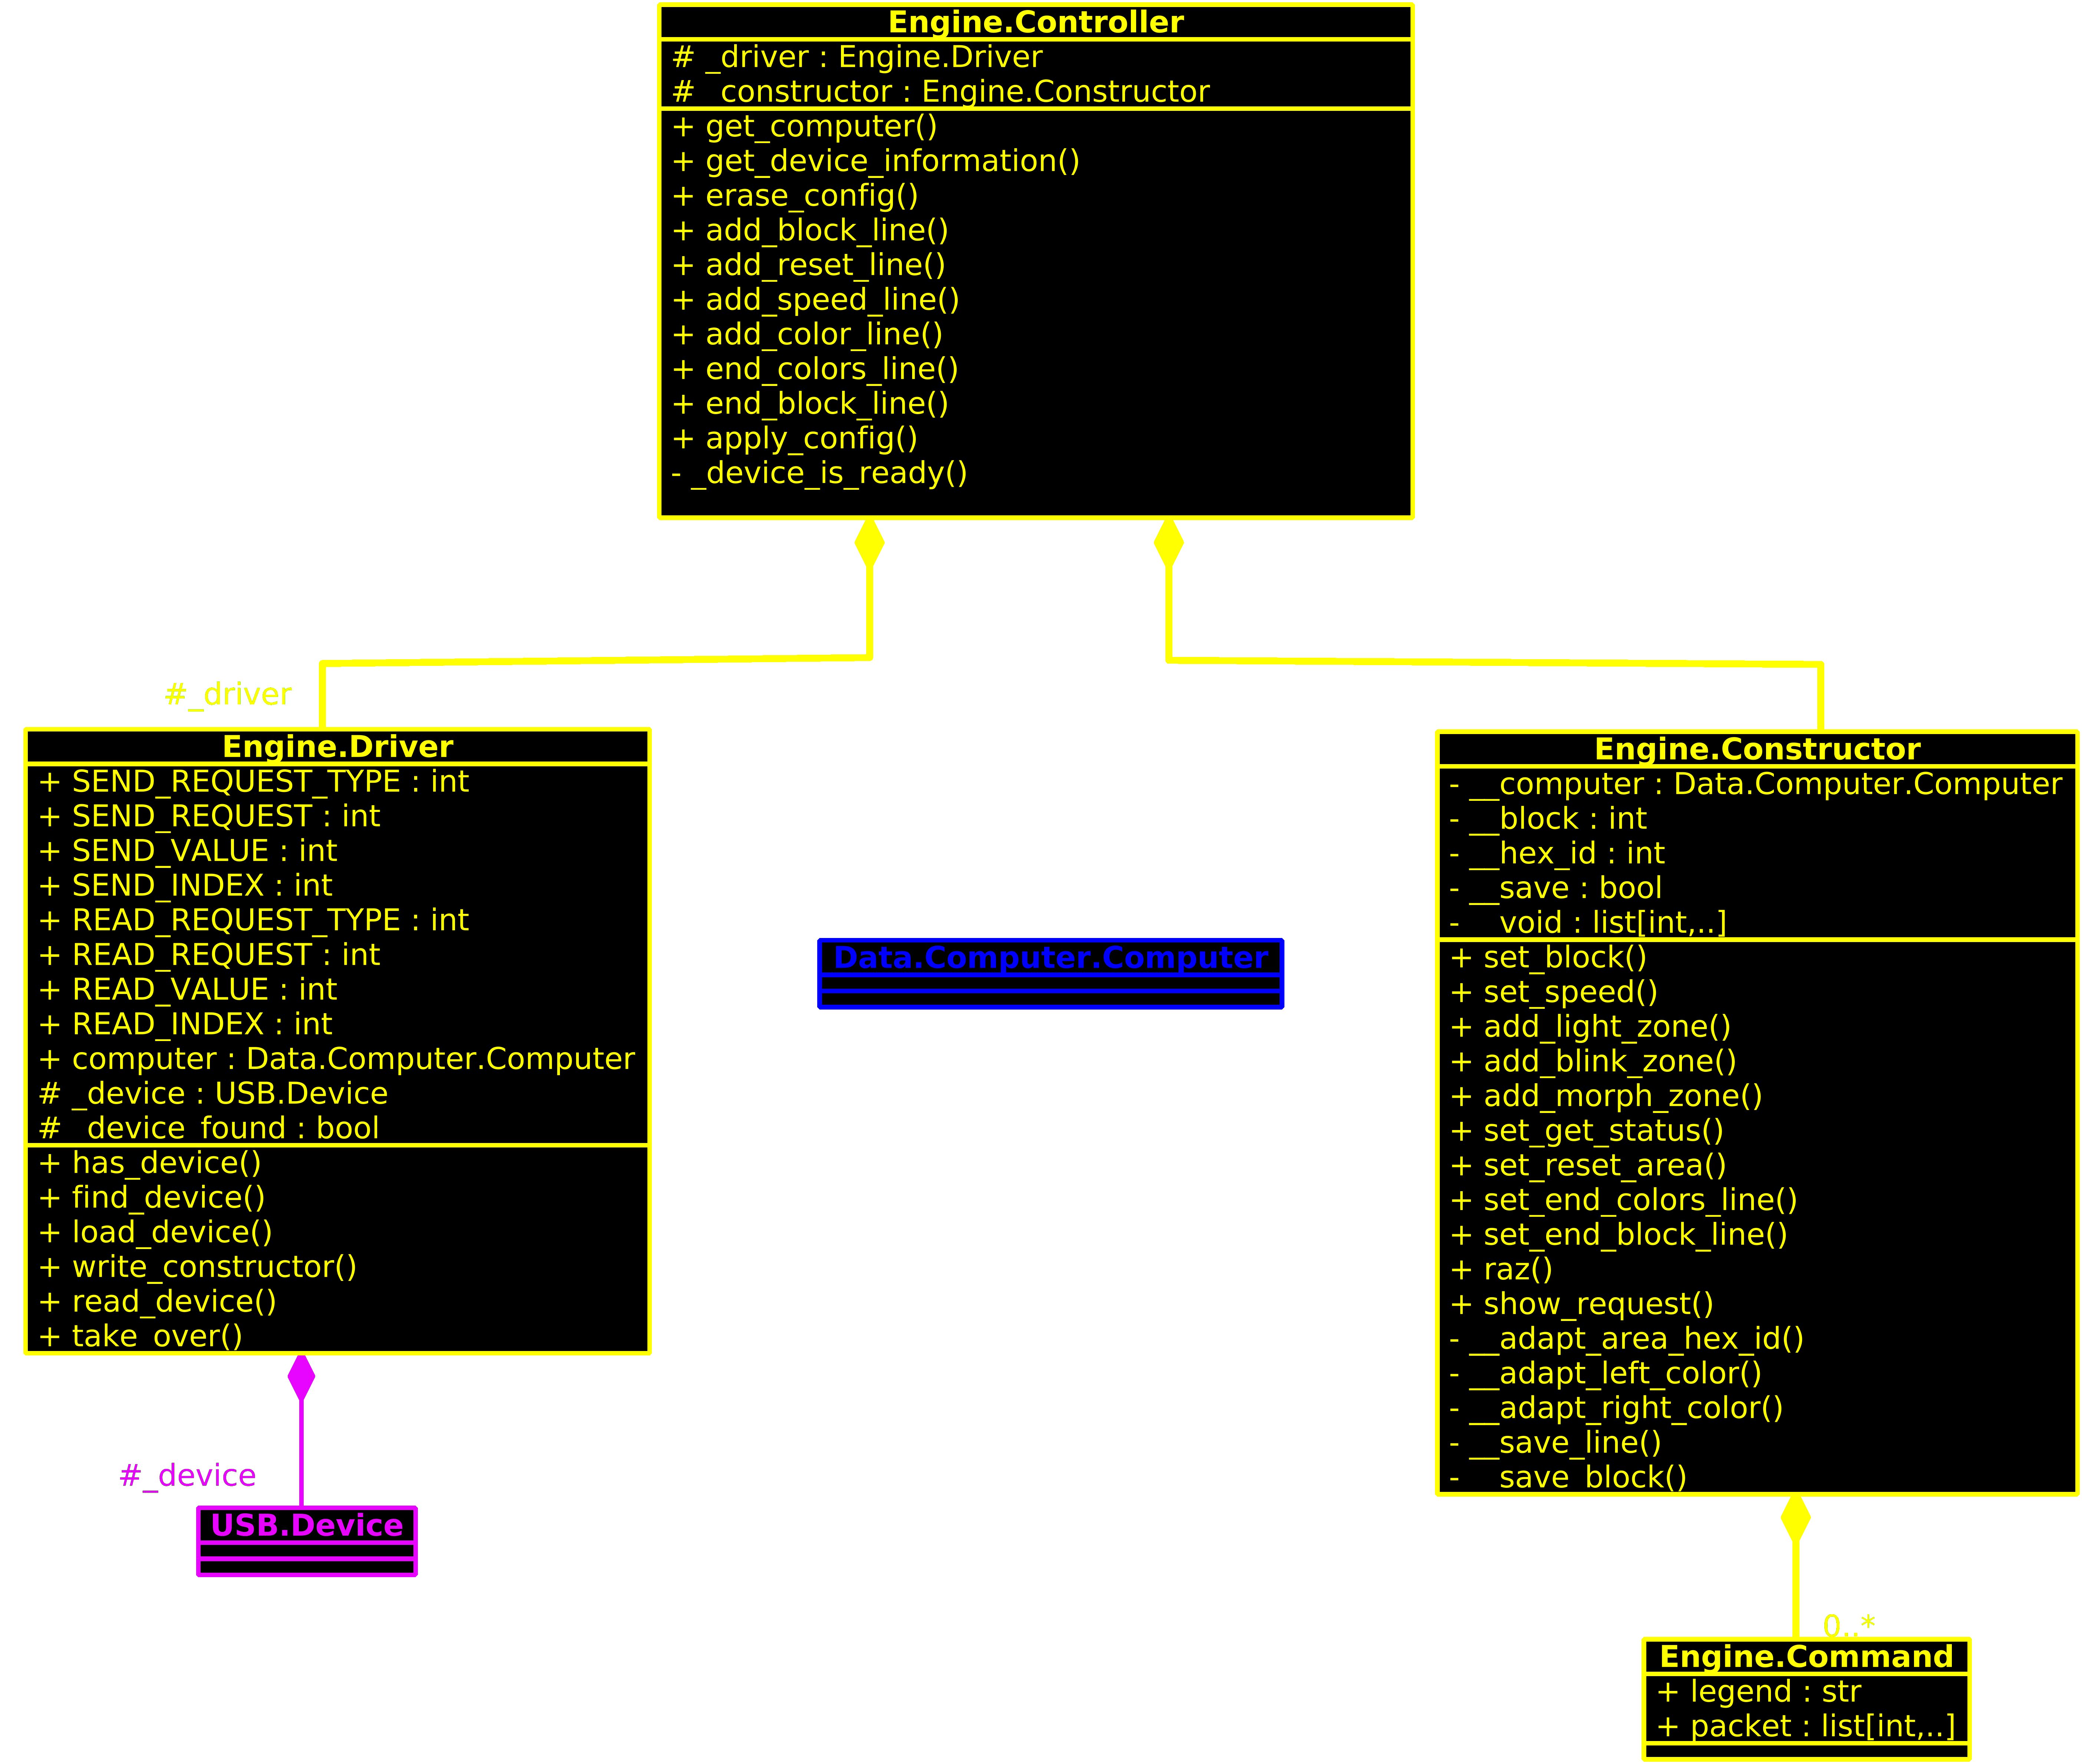 Engine.Controller
# _driver : Engine.Driver
# _constructor : Engine.Constructor
+ get_computer()
+ get_device_information()
+ erase_config()
+ add_block_line()
+ add_reset_line()
+ add_speed_line()
+ add_color_line()
+ end_colors_line()
+ end_block_line()
+ apply_config()
- _device_is_ready()
#_driver
Engine.Driver
+ SEND_REQUEST_TYPE : int
+ SEND_REQUEST : int
+ SEND_VALUE : int
+ SEND_INDEX : int
+ READ_REQUEST_TYPE : int
+ READ_REQUEST : int
+ READ_VALUE : int
+ READ_INDEX : int
+ computer : Data.Computer.Computer
# _device : USB.Device
# _device_found : bool
+ has_device()
+ find_device()
+ load_device()
+ write_constructor()
+ read_device()
+ take_over()
#_device
USB.Device
Data.Computer.Computer
Engine.Constructor
- __computer : Data.Computer.Computer
- __block : int
- __hex_id : int
- __save : bool
- __void : list[int,..]
+ set_block()
+ set_speed()
+ add_light_zone()
+ add_blink_zone()
+ add_morph_zone()
+ set_get_status()
+ set_reset_area()
+ set_end_colors_line()
+ set_end_block_line()
+ raz()
+ show_request()
- __adapt_area_hex_id()
- __adapt_left_color()
- __adapt_right_color()
- __save_line()
- __save_block()
0..*
Engine.Command
+ legend : str
+ packet : list[int,..]